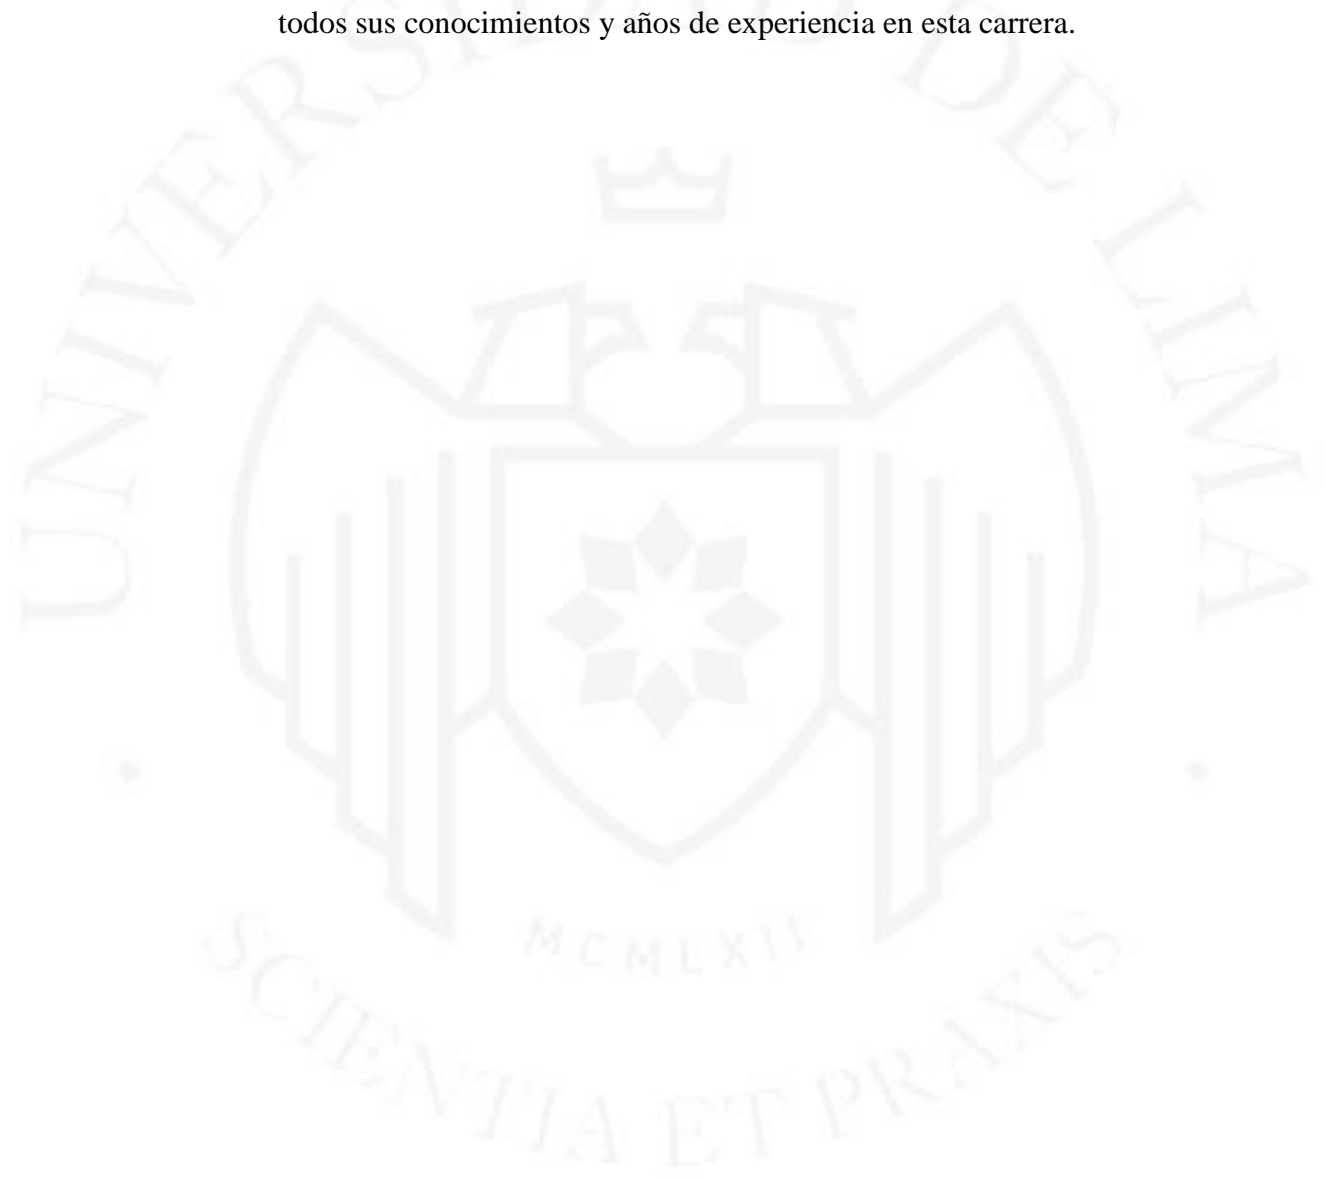 todos sus conocimientos y años de experiencia en esta carrera.
UNIVERSIDAD DE LIMA
MCMLXII
SCIENTIA ET PRAXIS